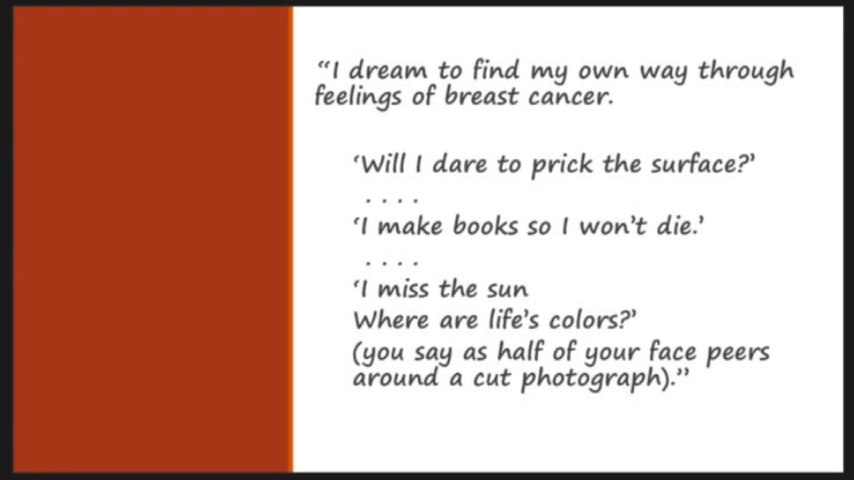 “I dream to find my own way through
feelings of breast cancer.
‘Will I dare to prick the surface?’
. . . .
‘I make books so I won’t die.’
. . . .
‘I miss the sun
Where are life’s colors?’
(you say as half of your face peers
around a cut photograph).”